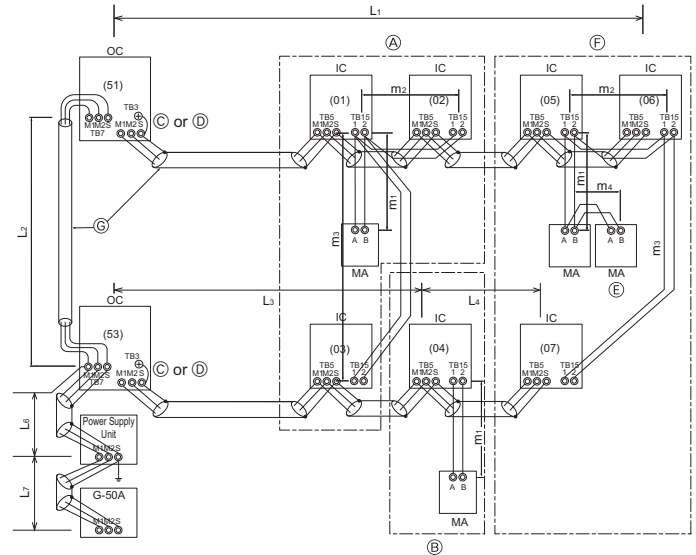 L1
A
F
OC
IC
IC
IC
IC
(51)
(01)
m2
(02)
(05)
m2
(06)
TB3
C or D
M1M2S
TB7
M1M2S
TB5
M1M2S
TB15
1 2
TB5
M1M2S
TB15
1 2
TB5
M1M2S
TB15
1 2
TB5
M1M2S
TB15
1 2
m1
m1
m4
G
L2
m3
A B
MA
A B
MA
A B
MA
E
m3
L3
L4
OC
IC
IC
IC
(53)
(03)
(04)
(07)
TB3
C or D
M1M2S
TB7
M1M2S
TB5
M1M2S
TB15
1 2
TB5
M1M2S
TB15
1 2
TB5
M1M2S
TB15
1 2
L6
Power Supply
Unit
M1M2S
m1
L7
G-50A
M1M2S
A B
MA
B